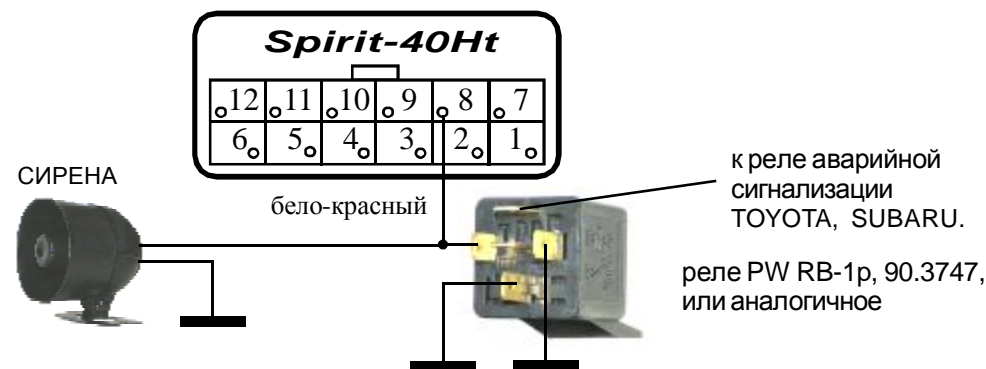 Spirit-40Ht
12 11 10 9 8 7
6 5 4 3 2 1
СИРЕНА
бело-красный
к реле аварийной
сигнализации
TOYOTA, SUBARU.
реле PW RB-1p, 90.3747,
или аналогичное